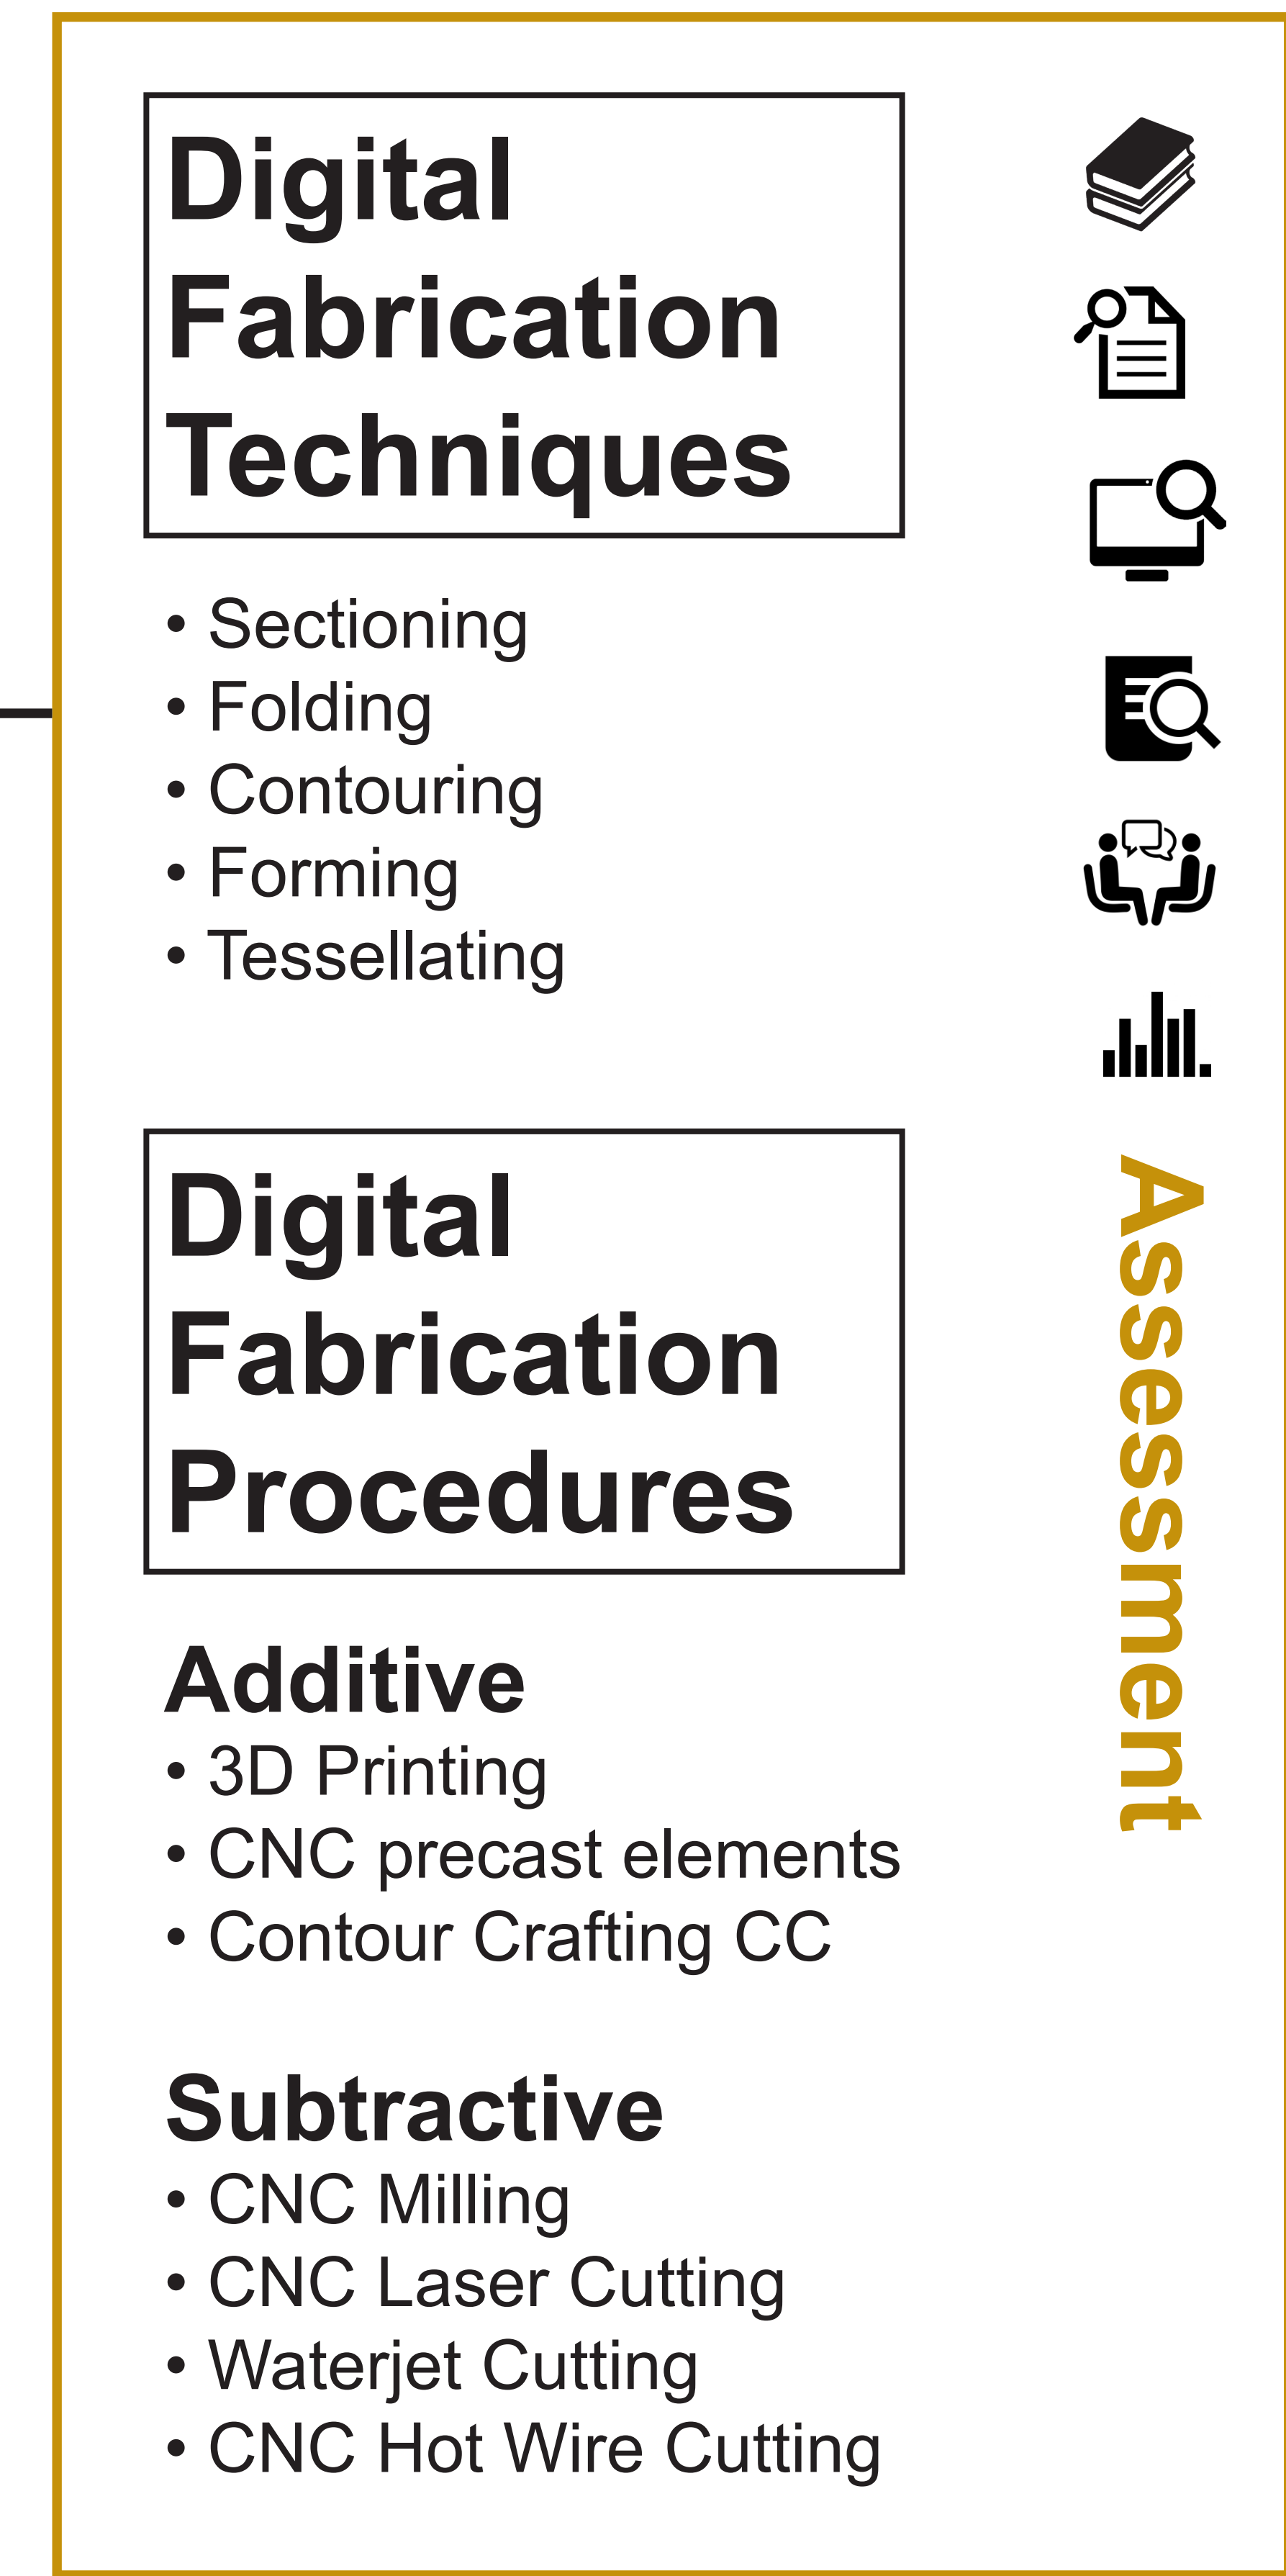 Digital
Fabrication
Techniques
• Sectioning
• Folding
• Contouring
• Forming
• Tessellating
Digital
Fabrication
Procedures
Additive
• 3D Printing
• CNC precast elements
• Contour Crafting CC
Subtractive
• CNC Milling
• CNC Laser Cutting
• Waterjet Cutting
• CNC Hot Wire Cutting
Assessment